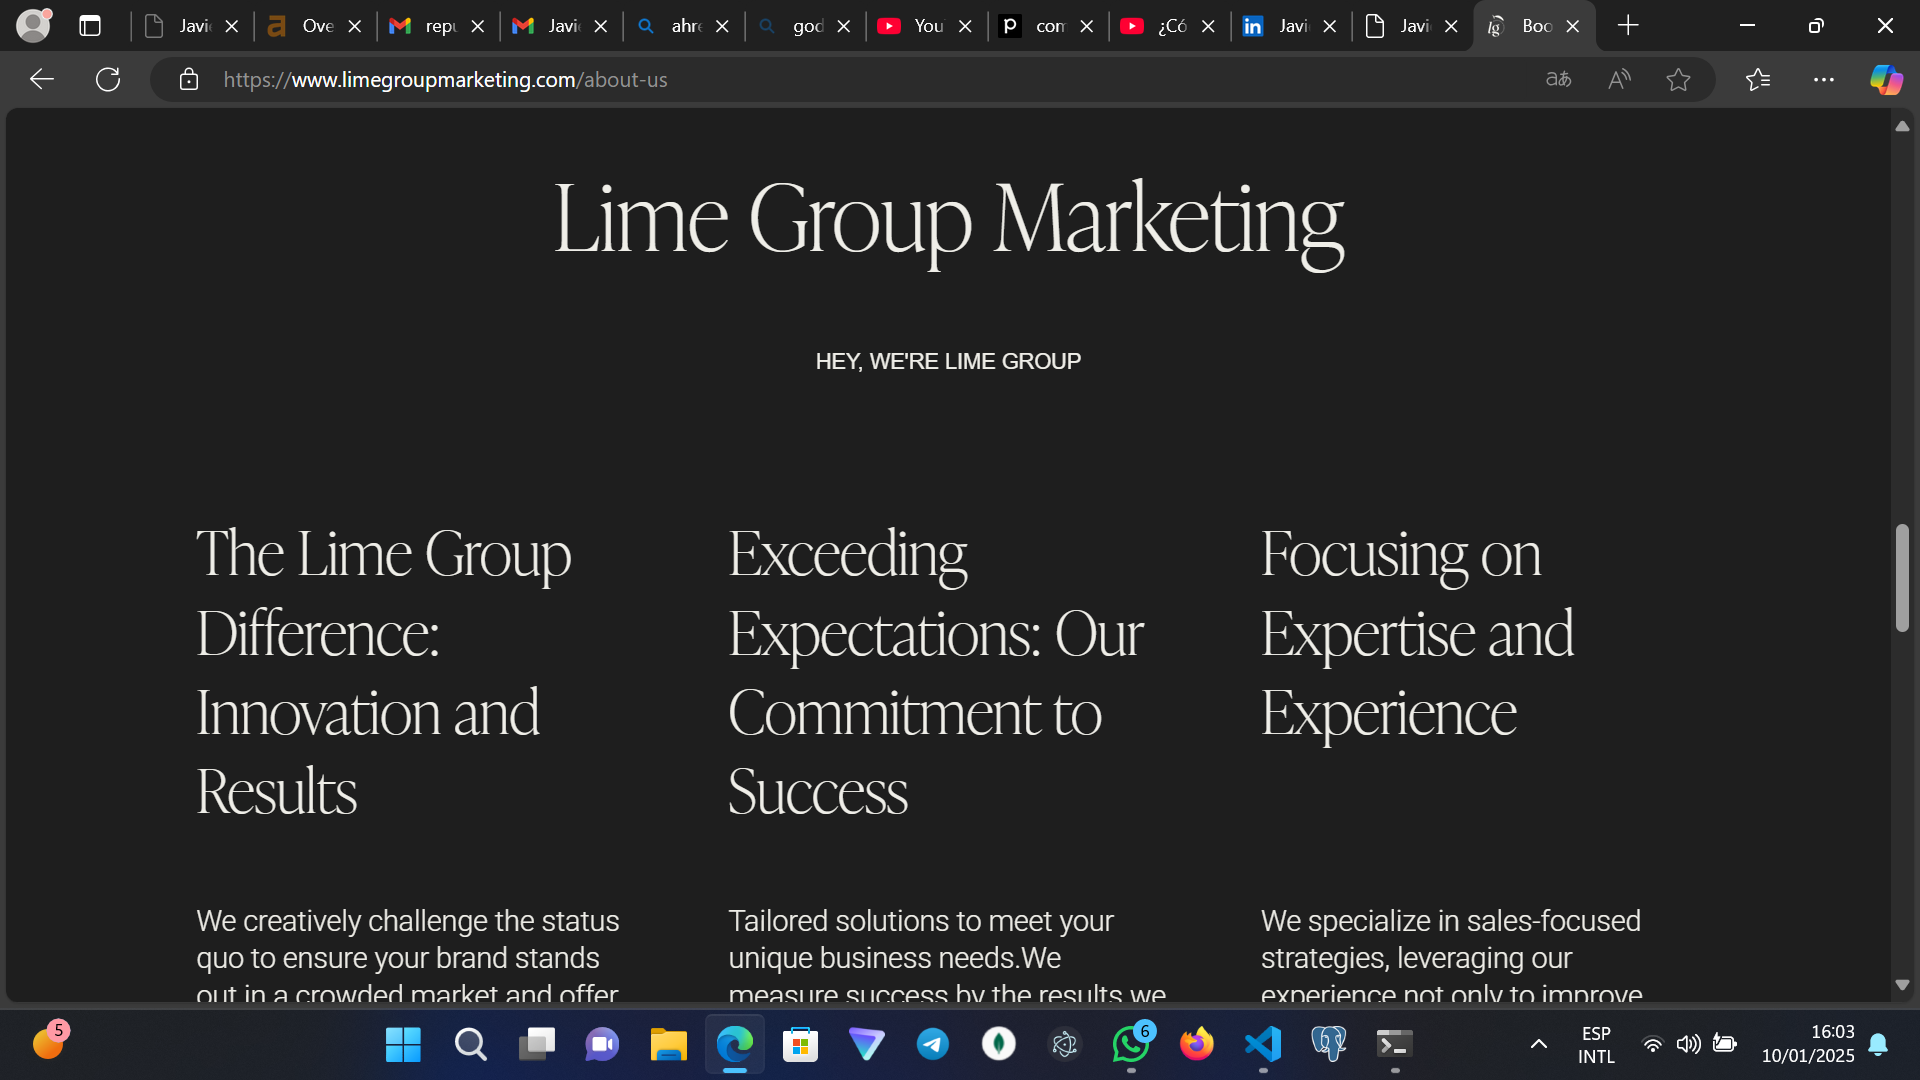 Javi
Ove
repu
Javi
ahre
god
You
com
¿Có
Javi
Javi
Boo
https://www.limegroupmarketing.com/about-us
Lime Group Marketing
HEY, WE'RE LIME GROUP
The Lime Group
Difference:
Innovation and
Results
Exceeding
Expectations: Our
Commitment to
Success
Focusing on
Expertise and
Experience
We creatively challenge the status
quo to ensure your brand stands
out in a crowded market and offer
Tailored solutions to meet your
unique business needs.We
measure success by the results we
We specialize in sales-focused
strategies, leveraging our
experience not only to improve
5
6
ESP
INTL
16:03
10/01/2025